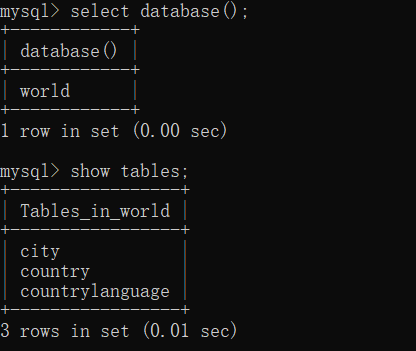 mysql> select database();
+------------+
| database() |
+------------+
| world      |
+------------+
1 row in set (0.00 sec)
mysql> show tables;
+-----------------+
| Tables_in_world |
+-----------------+
| city            |
| country         |
| countrylanguage |
+-----------------+
3 rows in set (0.01 sec)